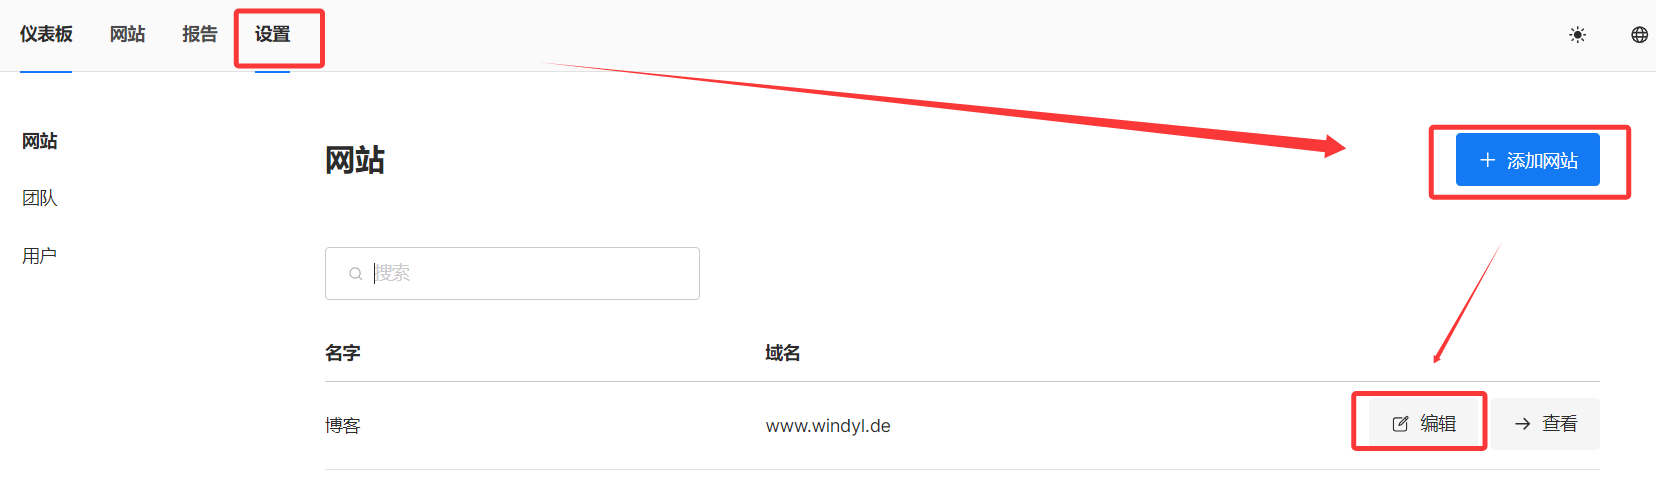 仪表板 网站 报告 设置
网站
团队
用户
网站
添加网站
搜索
名字 域名
博客 www.windyl.de 编辑 查看